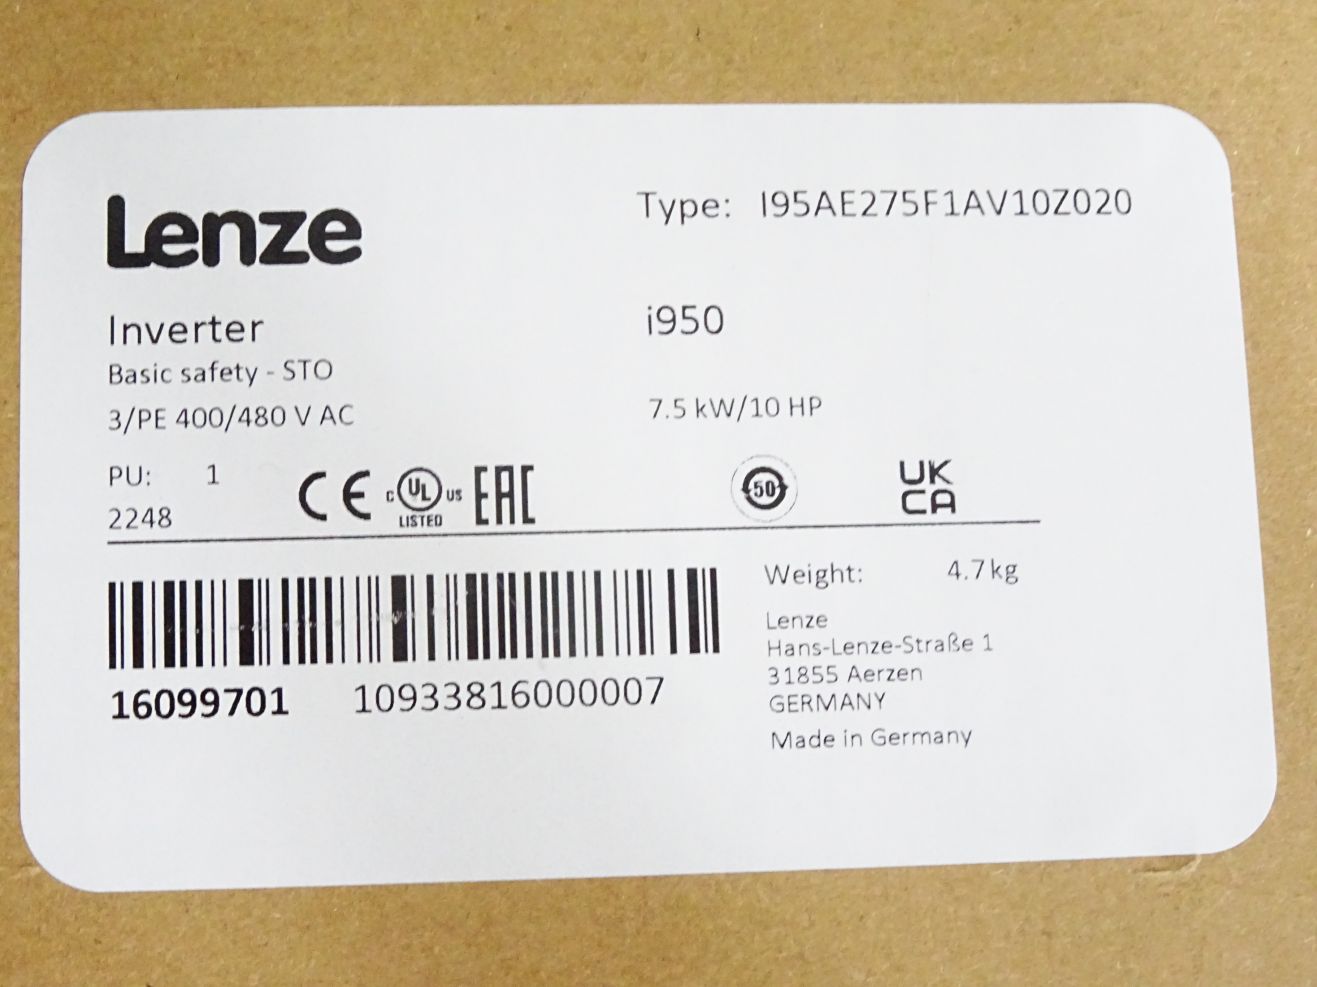 Lenze
Type: I95AE275F1AV10Z020
Inverter
i950
Basic safety - STO
3/PE 400/480 V AC
7.5 kW/10 HP
PU: 1
2248
CE
C UL US
LISTED
EAC
50
UK
CA
Weight: 4.7kg
Lenze
Hans-Lenze-Straße 1
31855 Aerzen
GERMANY
Made in Germany
16099701 10933816000007